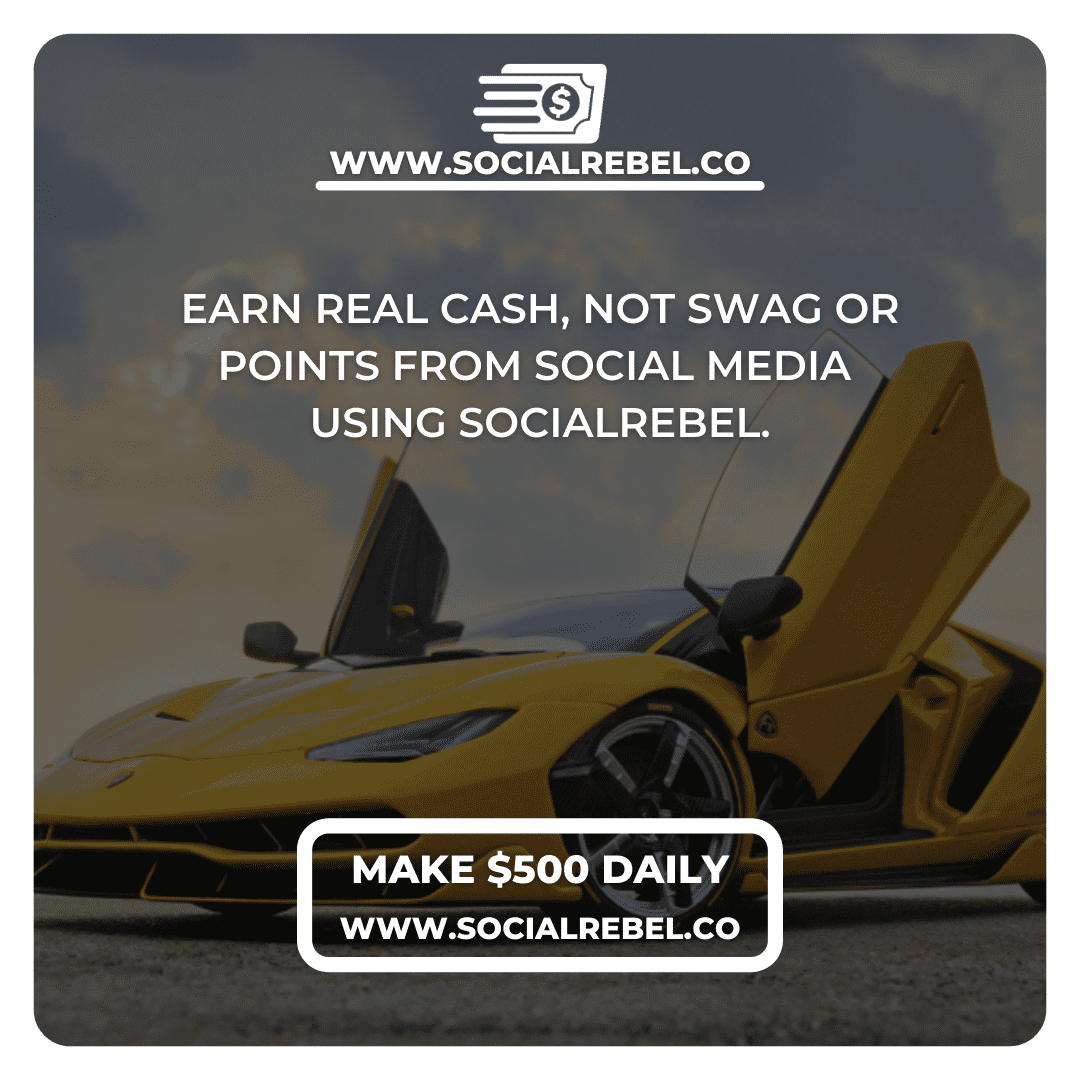 WWW.SOCIALREBEL.CO
EARN REAL CASH, NOT SWAG OR
POINTS FROM SOCIAL MEDIA
USING SOCIALREBEL.
MAKE $500 DAILY
WWW.SOCIALREBEL.CO